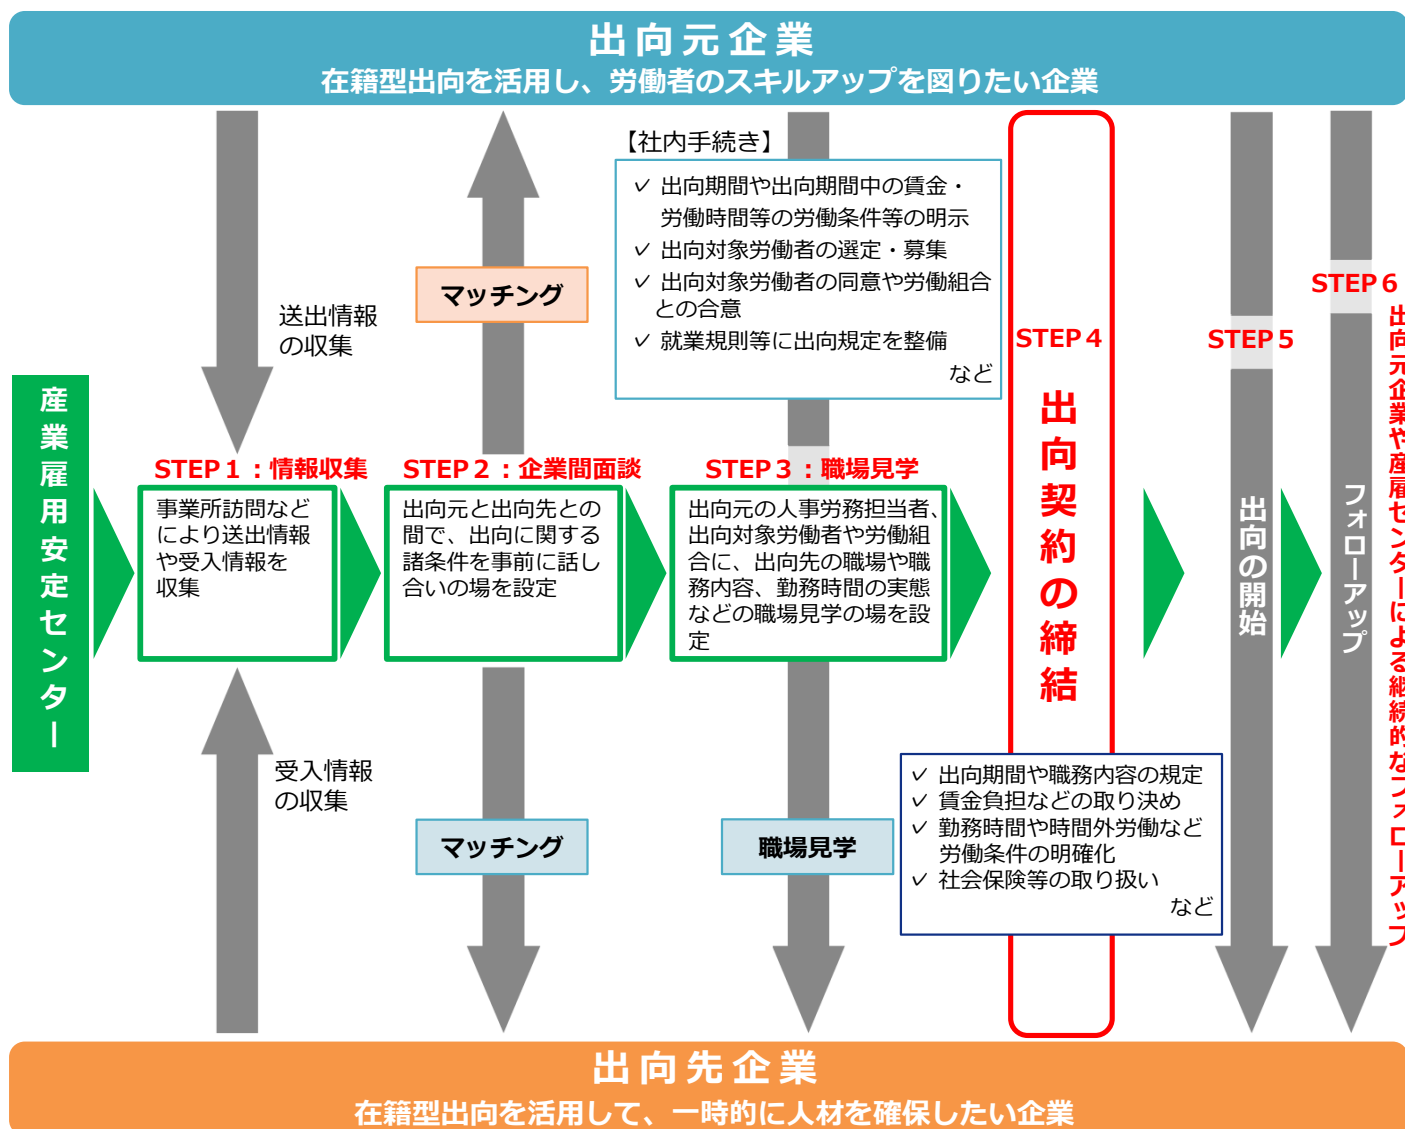 出向元企業
在籍型出向を活用し、労働者のスキルアップを図りたい企業
【社内手続き】
✓ 出向期間や出向期間中の賃金・
労働時間等の労働条件等の明示
✓ 出向対象労働者の選定・募集
✓ 出向対象労働者の同意や労働組合
との合意
✓ 就業規則等に出向規定を整備
など
マッチング
送出情報
の収集
産業雇用安定センター
STEP１：情報収集
事業所訪問など
により送出情報
や受入情報を
収集
STEP２：企業間面談
出向元と出向先との
間で、出向に関する
諸条件を事前に話し
合いの場を設定
STEP３：職場見学
出向元の人事労務担当者、
出向対象労働者や労働組
合に、出向先の職場や職
務内容、勤務時間の実態
などの職場見学の場を設
定
STEP４
出向契約の締結
STEP５
出向の開始
STEP６
フォローアップ
出向元企業や産雇センターによる継続的なフォローアップ
受入情報
の収集
マッチング
職場見学
✓ 出向期間や職務内容の規定
✓ 賃金負担などの取り決め
✓ 勤務時間や時間外労働など
労働条件の明確化
✓ 社会保険等の取り扱い
など
出向先企業
在籍型出向を活用して、一時的に人材を確保したい企業